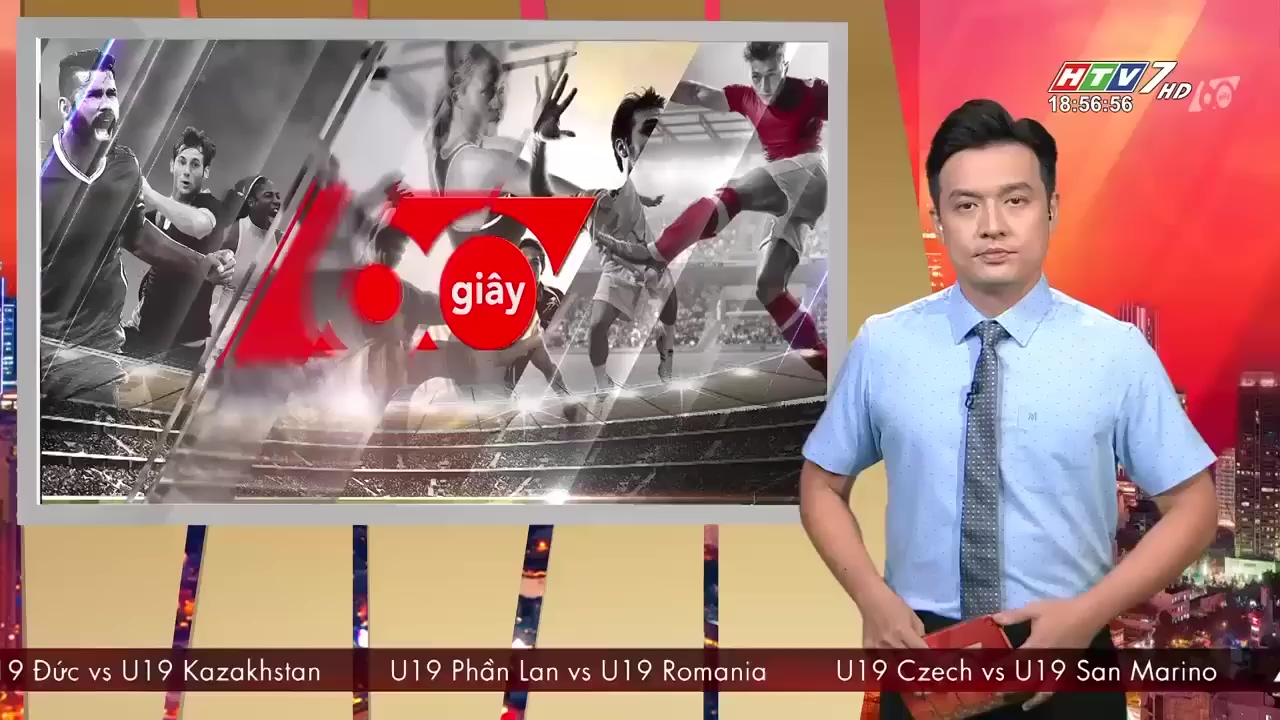 HTV7 HD
18:56:56
giây
giây
9 Đức vs U19 Kazakhstan U19 Phần Lan vs U19 Romania U19 Czech vs U19 San Marino